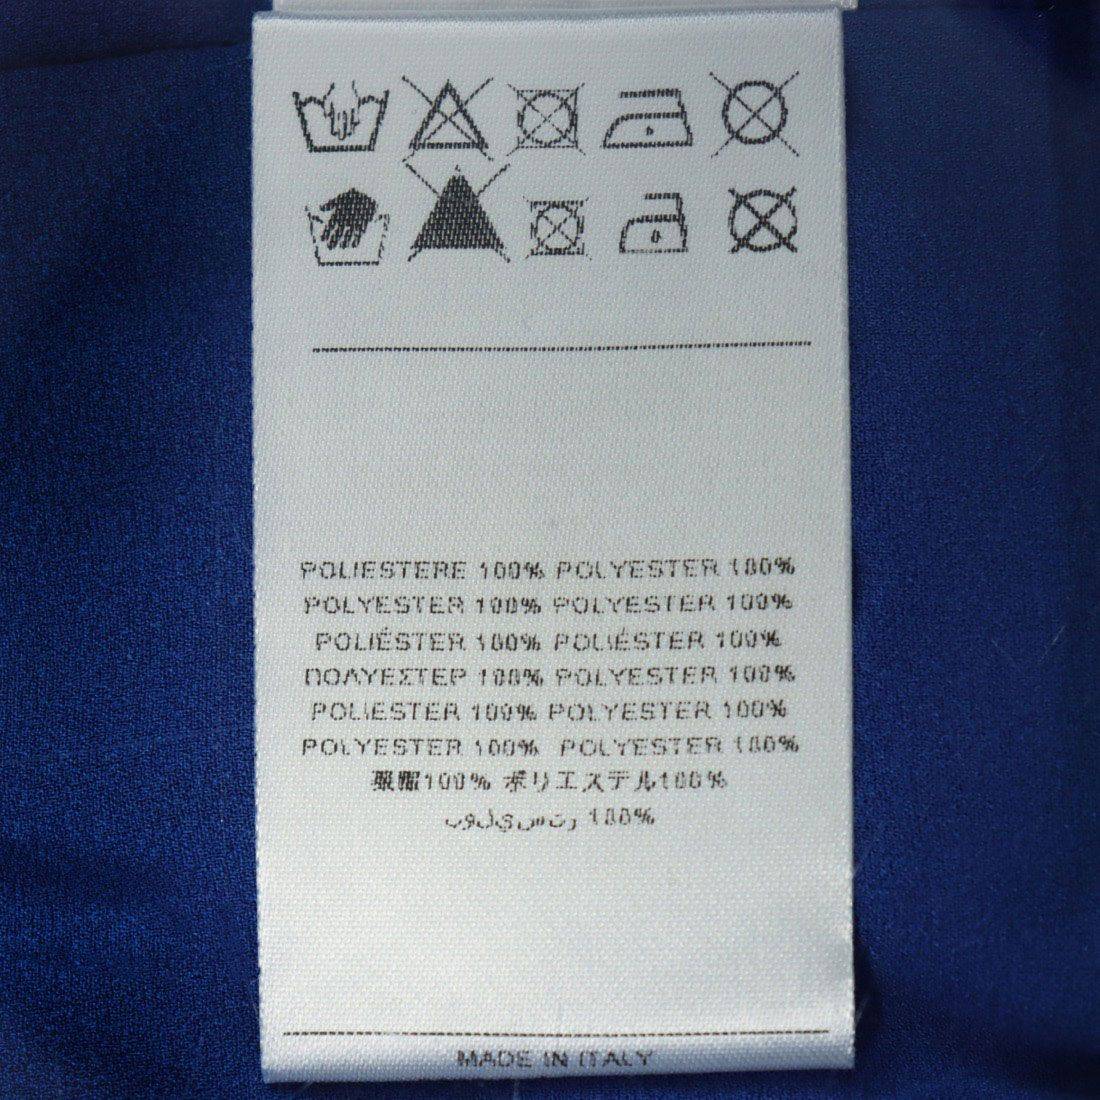 POLIESTERE 100% POLYESTER 100%
POLYESTER 100% POLYESTER 100%
POLIÉSTER 100% POLIÉSTER 100%
ΠΟΛΥΕΣΤΕΡ 100% POLYESTER 100%
POLIESTER 100% POLYESTER 100%
POLYESTER 100% POLYESTER 100%
100% ポリエステル100%
100%
MADE IN ITALY